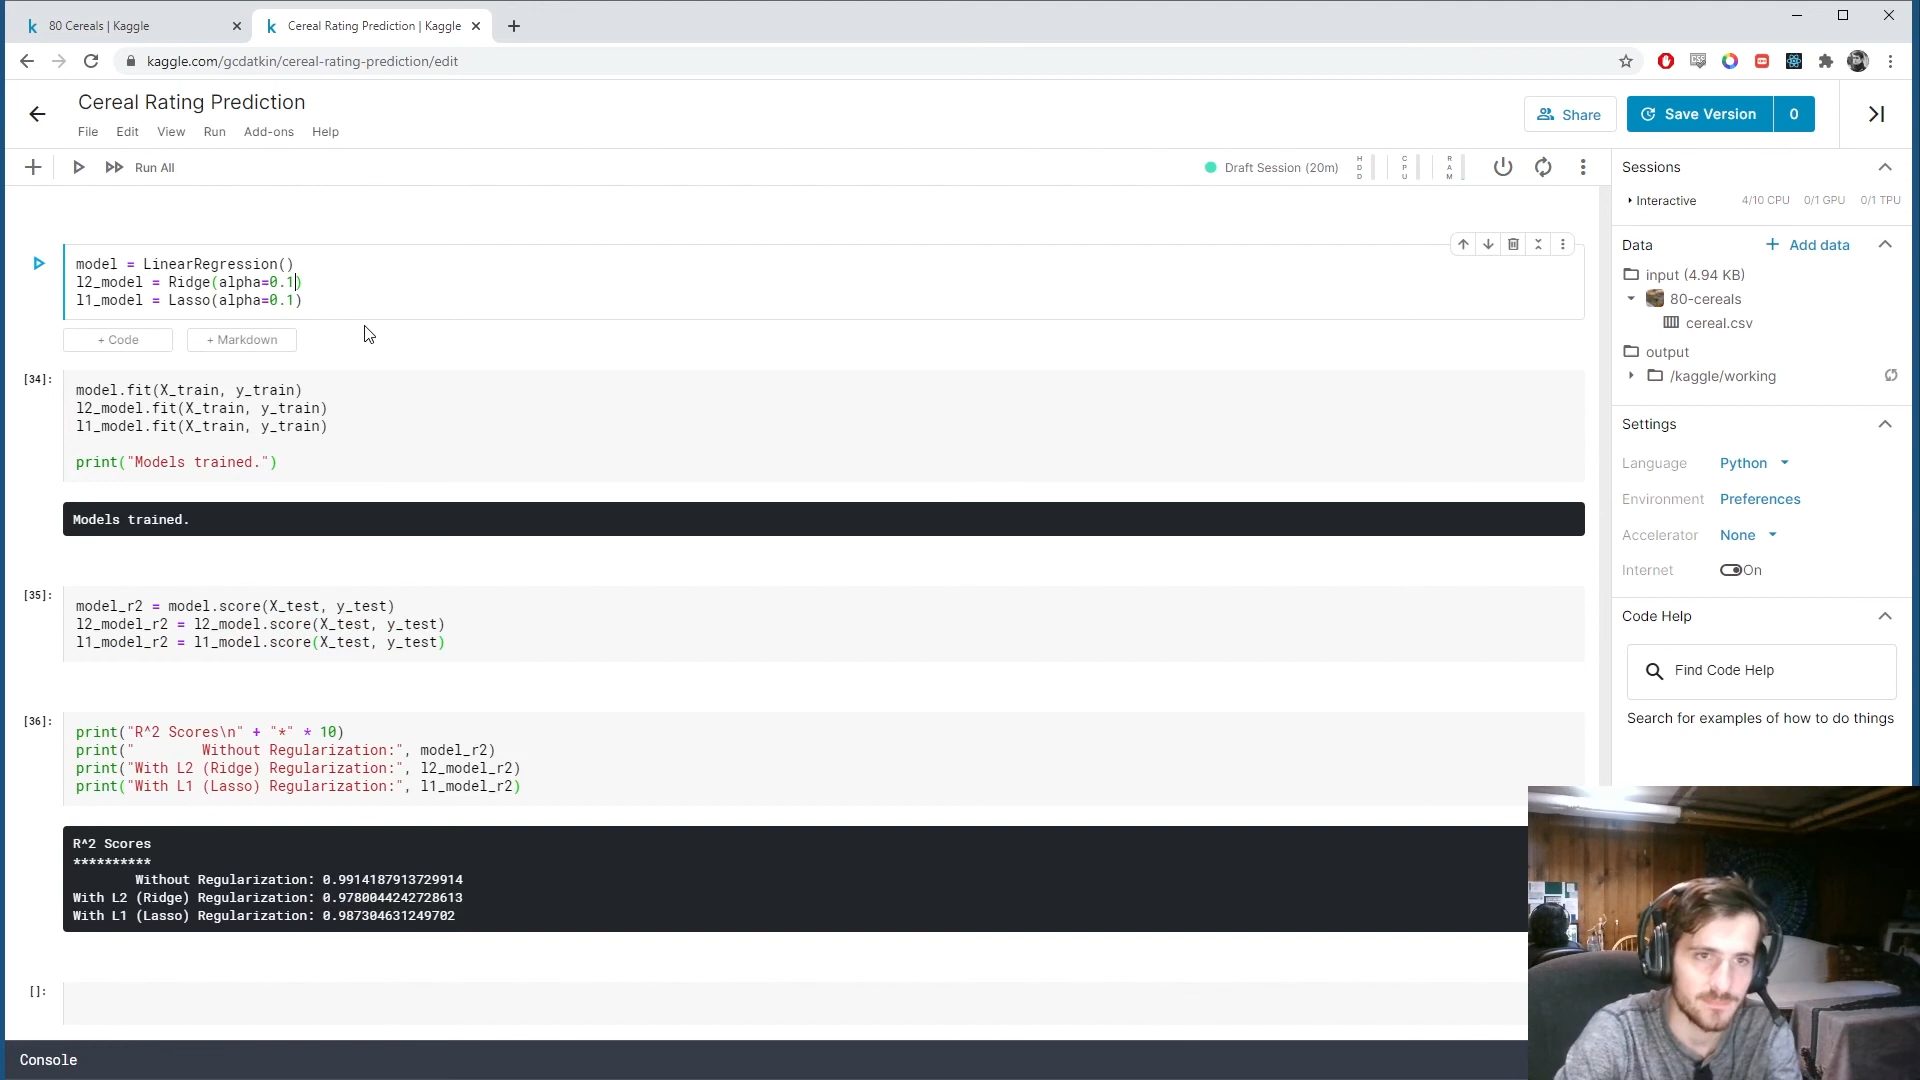 80 Cereals | Kaggle
Cereal Rating Prediction | Kaggle
kaggle.com/gcdatkin/cereal-rating-prediction/edit
Cereal Rating Prediction
File Edit View Run Add-ons Help
Share
Save Version 0
Run All
Draft Session (20m)
HDD
CPU
RAM
model = LinearRegression()
l2_model = Ridge(alpha=0.1)
l1_model = Lasso(alpha=0.1)
+ Code
+ Markdown
[34]:
model.fit(X_train, y_train)
l2_model.fit(X_train, y_train)
l1_model.fit(X_train, y_train)
print("Models trained.")
Models trained.
[35]:
model_r2 = model.score(X_test, y_test)
l2_model_r2 = l2_model.score(X_test, y_test)
l1_model_r2 = l1_model.score(X_test, y_test)
[36]:
print("R^2 Scores\n" + "*" * 10)
print("        Without Regularization:", model_r2)
print("With L2 (Ridge) Regularization:", l2_model_r2)
print("With L1 (Lasso) Regularization:", l1_model_r2)
R^2 Scores
**********
Without Regularization: 0.9914187913729914
With L2 (Ridge) Regularization: 0.9780044242728613
With L1 (Lasso) Regularization: 0.987304631249702
[]:
Console
Sessions
Interactive 4/10 CPU 0/1 GPU 0/1 TPU
Data + Add data
input (4.94 KB)
80-cereals
cereal.csv
output
/kaggle/working
Settings
Language Python
Environment Preferences
Accelerator None
Internet On
Code Help
Find Code Help
Search for examples of how to do things